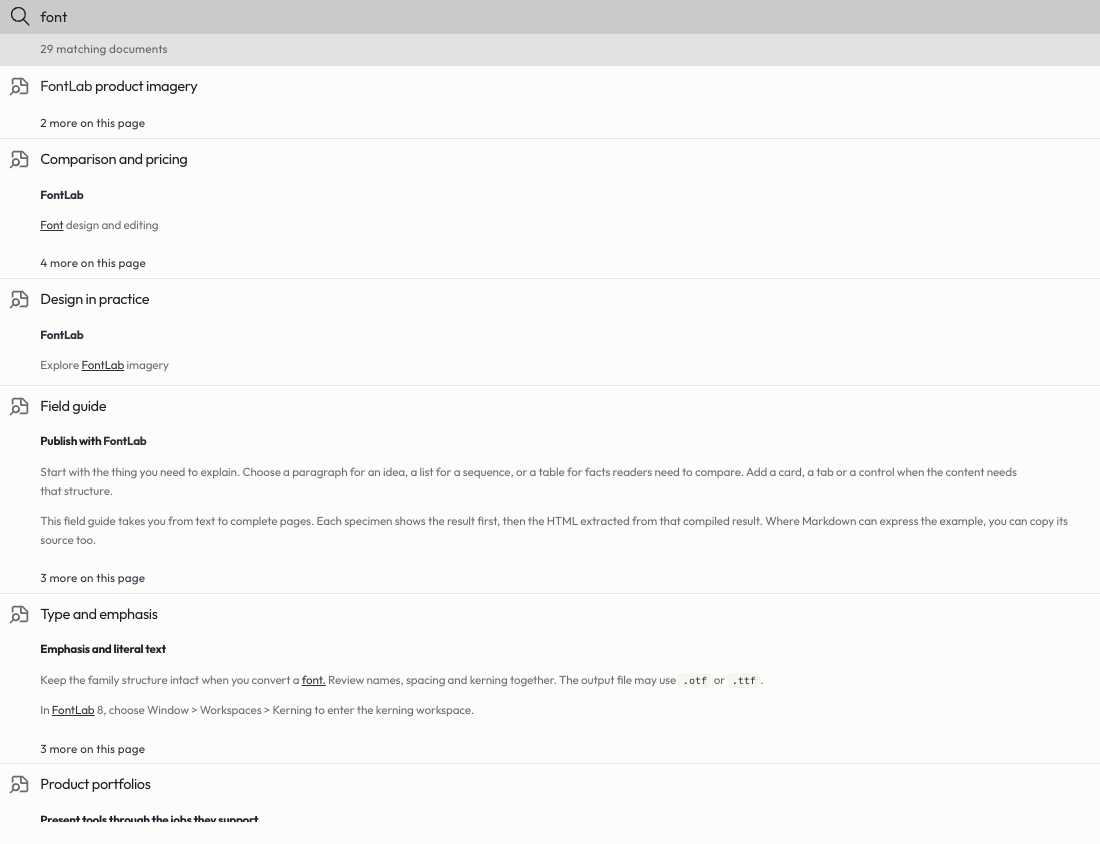 font
29 matching documents
FontLab product imagery
2 more on this page
Comparison and pricing
FontLab
Font design and editing
4 more on this page
Design in practice
FontLab
Explore FontLab imagery
Field guide
Publish with FontLab
Start with the thing you need to explain. Choose a paragraph for an idea, a list for a sequence, or a table for facts readers need to compare. Add a card, a tab or a control when the content needs
that structure.
This field guide takes you from text to complete pages. Each specimen shows the result first, then the HTML extracted from that compiled result. Where Markdown can express the example, you can copy its
source too.
3 more on this page
Type and emphasis
Emphasis and literal text
Keep the family structure intact when you convert a font. Review names, spacing and kerning together. The output file may use .otf or .ttf.
In FontLab 8, choose Window > Workspaces > Kerning to enter the kerning workspace.
3 more on this page
Product portfolios
Present tools through the jobs they support